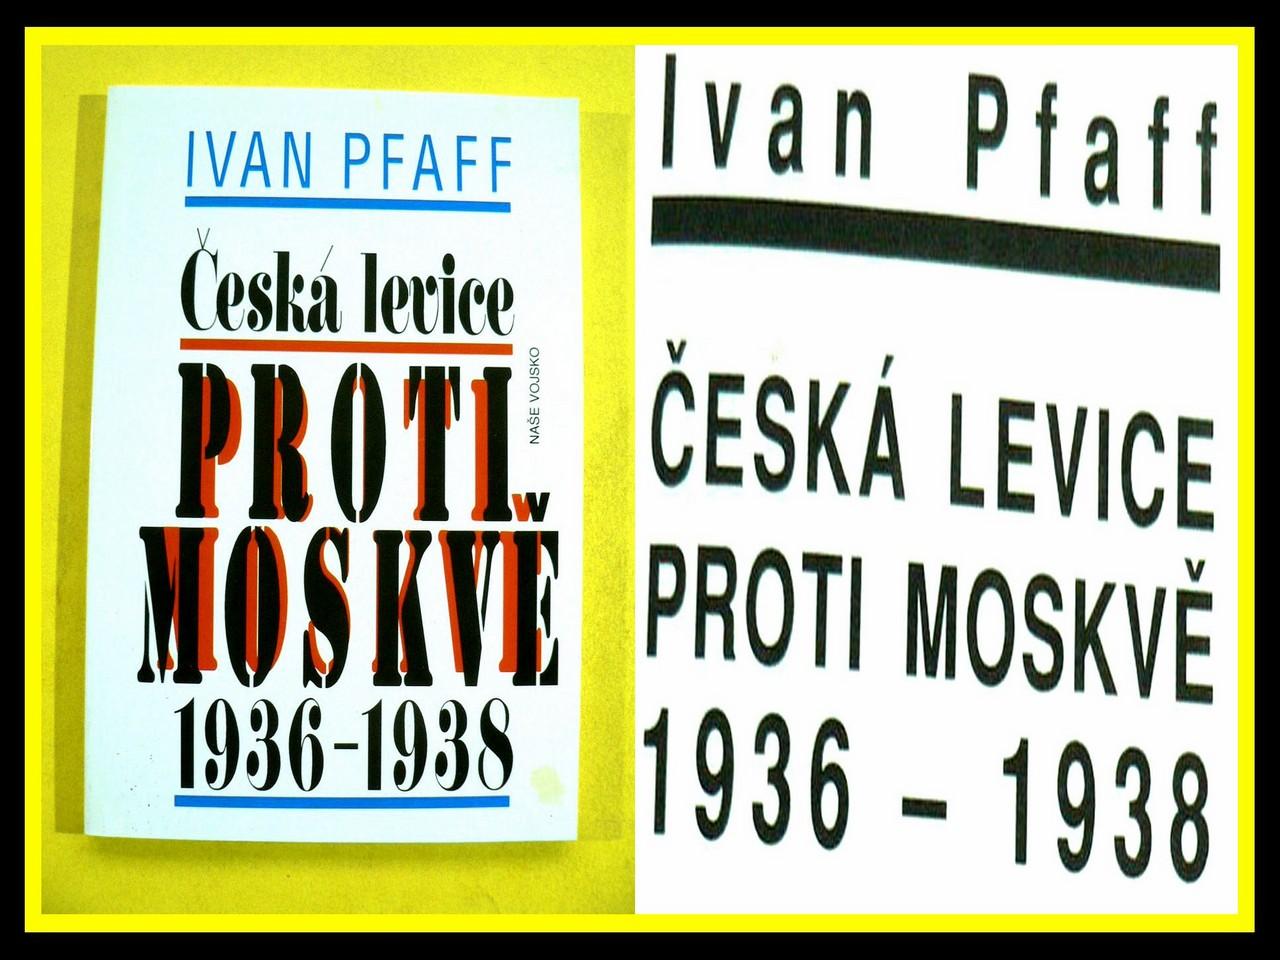 IVAN PFAFF
Česká levice
PROTI
MOSKVĚ
1936-1938
NAŠE VOJSKO
Ivan Pfaff
ČESKÁ LEVICE
PROTI MOSKVĚ
1936 – 1938